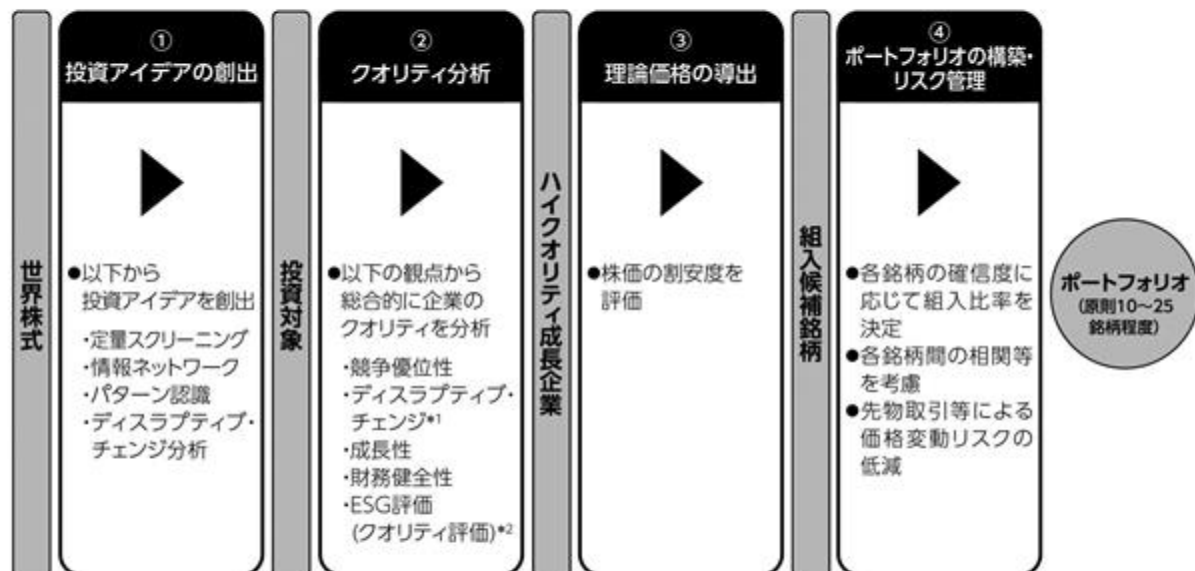 世界株式
①
投資アイデアの創出
●以下から
投資アイデアを創出
・定量スクリーニング
・情報ネットワーク
・パターン認識
・ディスラプティブ・
チェンジ分析
投資対象
②
クオリティ分析
●以下の観点から
総合的に企業の
クオリティを分析
・競争優位性
・ディスラプティブ・
チェンジ*1
・成長性
・財務健全性
・ESG評価
(クオリティ評価)*2
ハイクオリティ成長企業
③
理論価格の導出
●株価の割安度を
評価
組入候補銘柄
④
ポートフォリオの構築・
リスク管理
●各銘柄の確信度に
応じて組入比率を
決定
●各銘柄間の相関等
を考慮
●先物取引等による
価格変動リスクの
低減
ポートフォリオ
(原則10～25
銘柄程度)